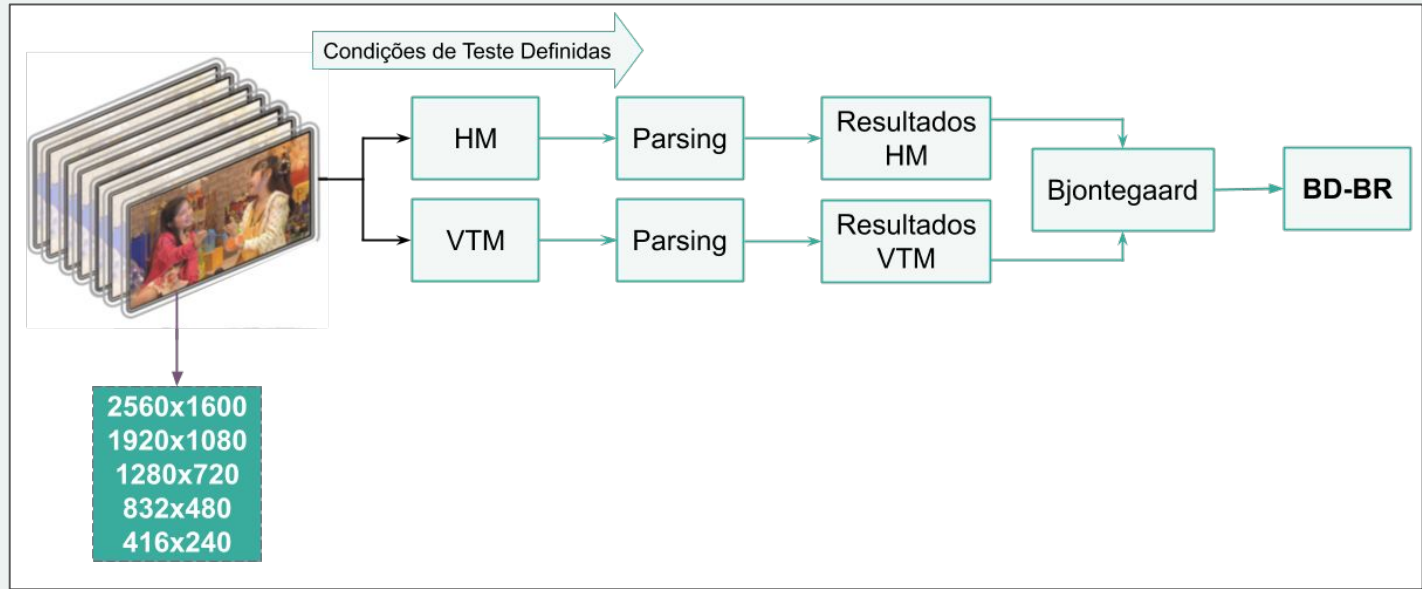 Condições de Teste Definidas
HM
Parsing
Resultados
HM
VTM
Parsing
Resultados
VTM
Bjontegaard
BD-BR
2560x1600
1920x1080
1280x720
832x480
416x240